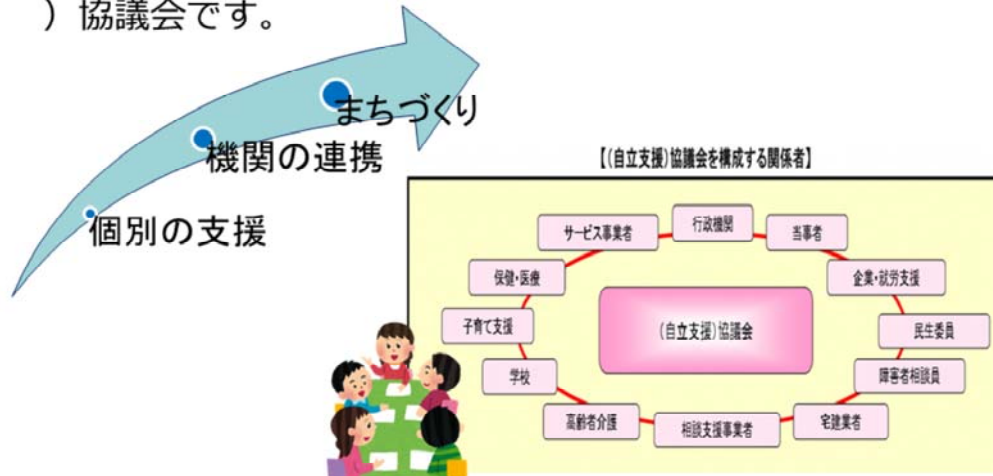 ）協議会です。
まちづくり
機関の連携
個別の支援
【(自立支援)協議会を構成する関係者】
行政機関
サービス事業者
当事者
保健・医療
企業・就労支援
子育て支援
(自立支援)協議会
民生委員
学校
障害者相談員
高齢者介護
相談支援事業者
宅建業者